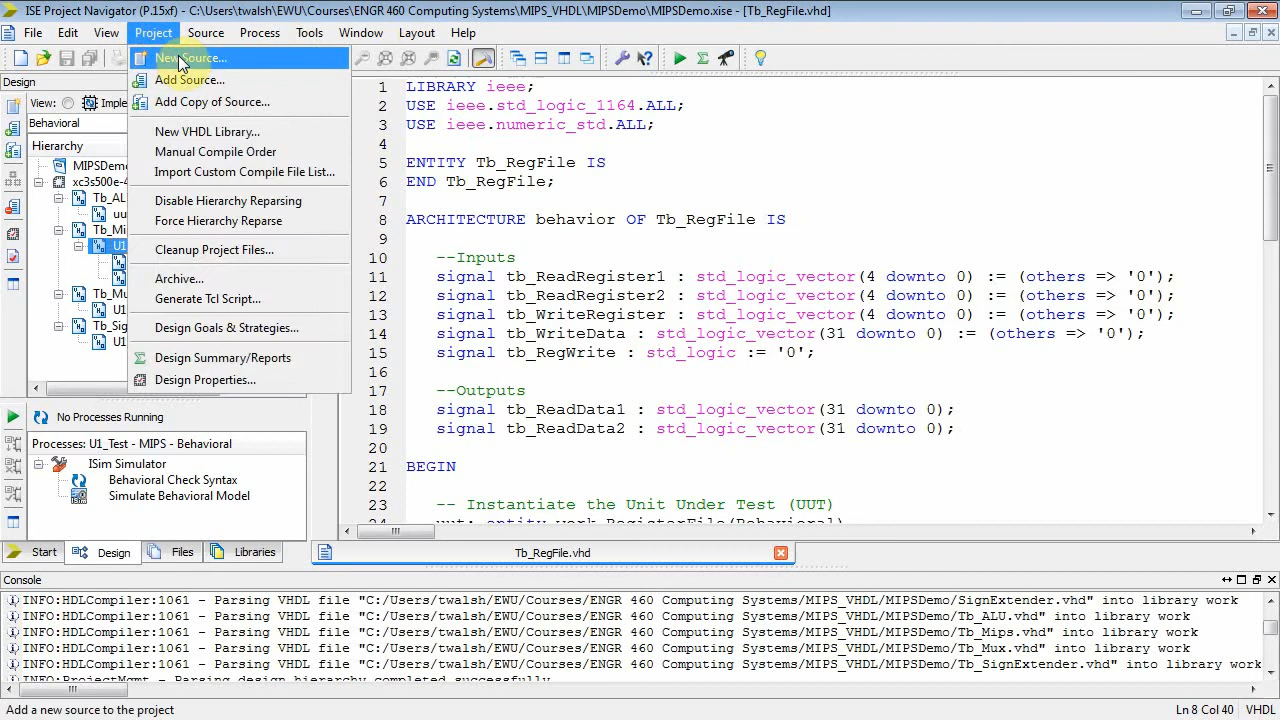 ISE Project Navigator (P.15xf) - C:\Users\twalsh\EWU\Courses\ENGR 460 Computing Systems\MIPS_VHDL\MIPSDemo\MIPSDemo.xise - [Tb_RegFile.vhd]
File Edit View Project Source Process Tools Window Layout Help
Design
View: Imple
Behavioral
Hierarchy
MIPSDemo
xc3s500e-4
Tb_AL
uu
Tb_Mi
U1
Tb_Mu
U1
Tb_Sig
U1
New Source...
Add Source...
Add Copy of Source...
New VHDL Library...
Manual Compile Order
Import Custom Compile File List...
Disable Hierarchy Reparsing
Force Hierarchy Reparse
Cleanup Project Files...
Archive...
Generate Tcl Script...
Design Goals & Strategies...
Design Summary/Reports
Design Properties...
No Processes Running
Processes: U1_Test - MIPS - Behavioral
ISim Simulator
Behavioral Check Syntax
Simulate Behavioral Model
Start Design Files Libraries
1 LIBRARY ieee;
2 USE ieee.std_logic_1164.ALL;
3 USE ieee.numeric_std.ALL;
4
5 ENTITY Tb_RegFile IS
6 END Tb_RegFile;
7
8 ARCHITECTURE behavior OF Tb_RegFile IS
9
10 --Inputs
11 signal tb_ReadRegister1 : std_logic_vector(4 downto 0) := (others => '0');
12 signal tb_ReadRegister2 : std_logic_vector(4 downto 0) := (others => '0');
13 signal tb_WriteRegister : std_logic_vector(4 downto 0) := (others => '0');
14 signal tb_WriteData : std_logic_vector(31 downto 0) := (others => '0');
15 signal tb_RegWrite : std_logic := '0';
16
17 --Outputs
18 signal tb_ReadData1 : std_logic_vector(31 downto 0);
19 signal tb_ReadData2 : std_logic_vector(31 downto 0);
20
21 BEGIN
22
23 -- Instantiate the Unit Under Test (UUT)
24 uut: entity work.RegisterFile(Behavioral)
Tb_RegFile.vhd
Console
INFO:HDLCompiler:1061 - Parsing VHDL file "C:/Users/twalsh/EWU/Courses/ENGR 460 Computing Systems/MIPS_VHDL/MIPSDemo/SignExtender.vhd" into library work
INFO:HDLCompiler:1061 - Parsing VHDL file "C:/Users/twalsh/EWU/Courses/ENGR 460 Computing Systems/MIPS_VHDL/MIPSDemo/Tb_ALU.vhd" into library work
INFO:HDLCompiler:1061 - Parsing VHDL file "C:/Users/twalsh/EWU/Courses/ENGR 460 Computing Systems/MIPS_VHDL/MIPSDemo/Tb_Mips.vhd" into library work
INFO:HDLCompiler:1061 - Parsing VHDL file "C:/Users/twalsh/EWU/Courses/ENGR 460 Computing Systems/MIPS_VHDL/MIPSDemo/Tb_Mux.vhd" into library work
INFO:HDLCompiler:1061 - Parsing VHDL file "C:/Users/twalsh/EWU/Courses/ENGR 460 Computing Systems/MIPS_VHDL/MIPSDemo/Tb_SignExtender.vhd" into library work
INFO:ProjectMgmt - Parsing design hierarchy completed successfully.
Add a new source to the project
Ln 8 Col 40 VHDL